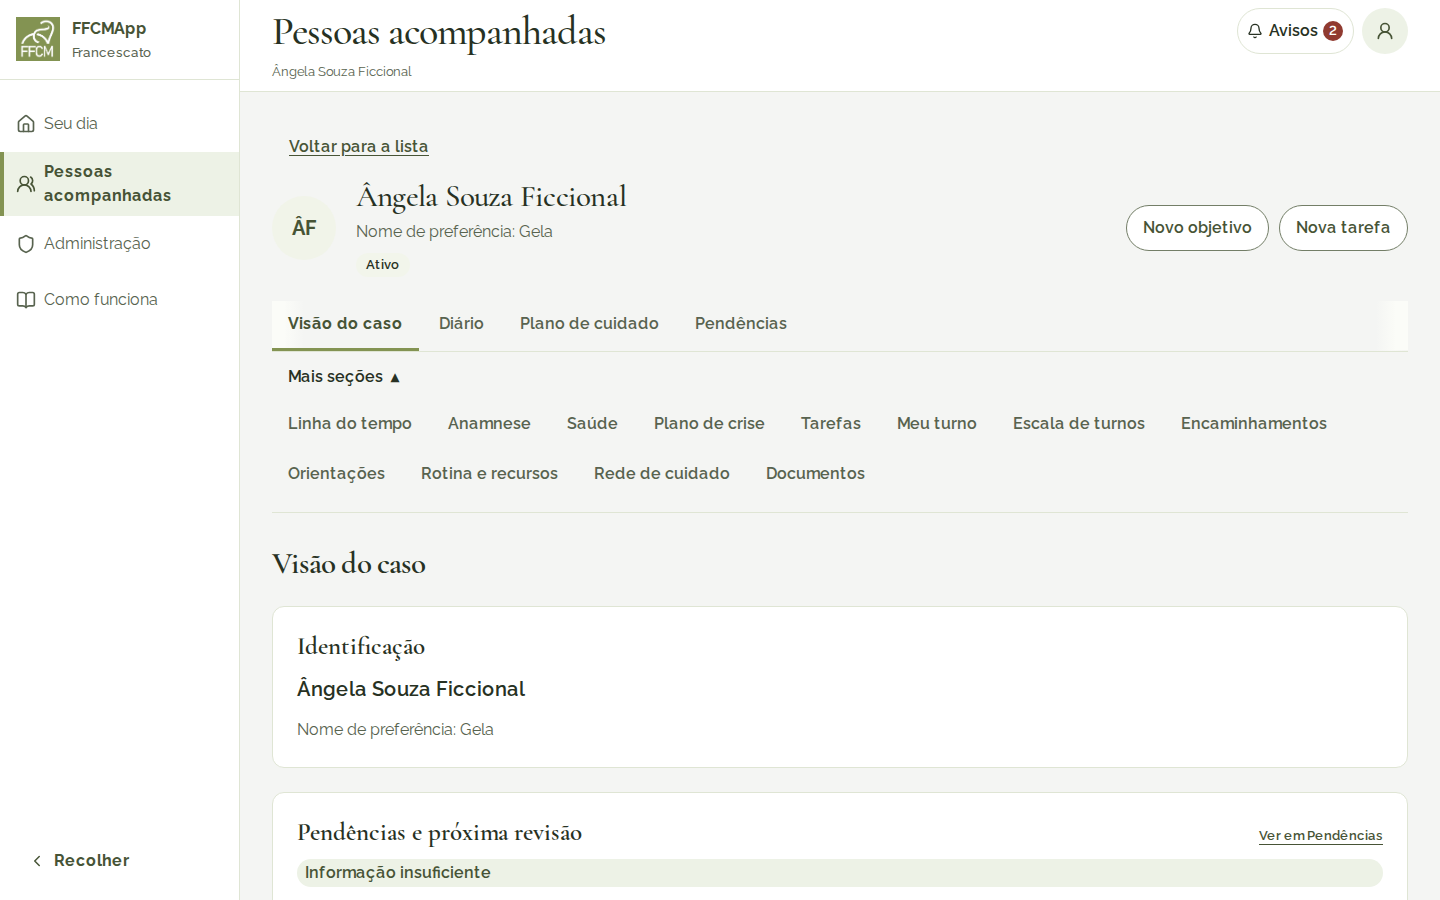 FFCM
FFCMApp
Francescato
Seu dia
Pessoas
acompanhadas
Administração
Como funciona
Recolher
Pessoas acompanhadas
Ângela Souza Ficcional
Avisos 2
Voltar para a lista
ÂF
Ângela Souza Ficcional
Nome de preferência: Gela
Ativo
Novo objetivo
Nova tarefa
Visão do caso
Diário
Plano de cuidado
Pendências
Mais seções ▲
Linha do tempo
Anamnese
Saúde
Plano de crise
Tarefas
Meu turno
Escala de turnos
Encaminhamentos
Orientações
Rotina e recursos
Rede de cuidado
Documentos
Visão do caso
Identificação
Ângela Souza Ficcional
Nome de preferência: Gela
Pendências e próxima revisão
Ver em Pendências
Informação insuficiente